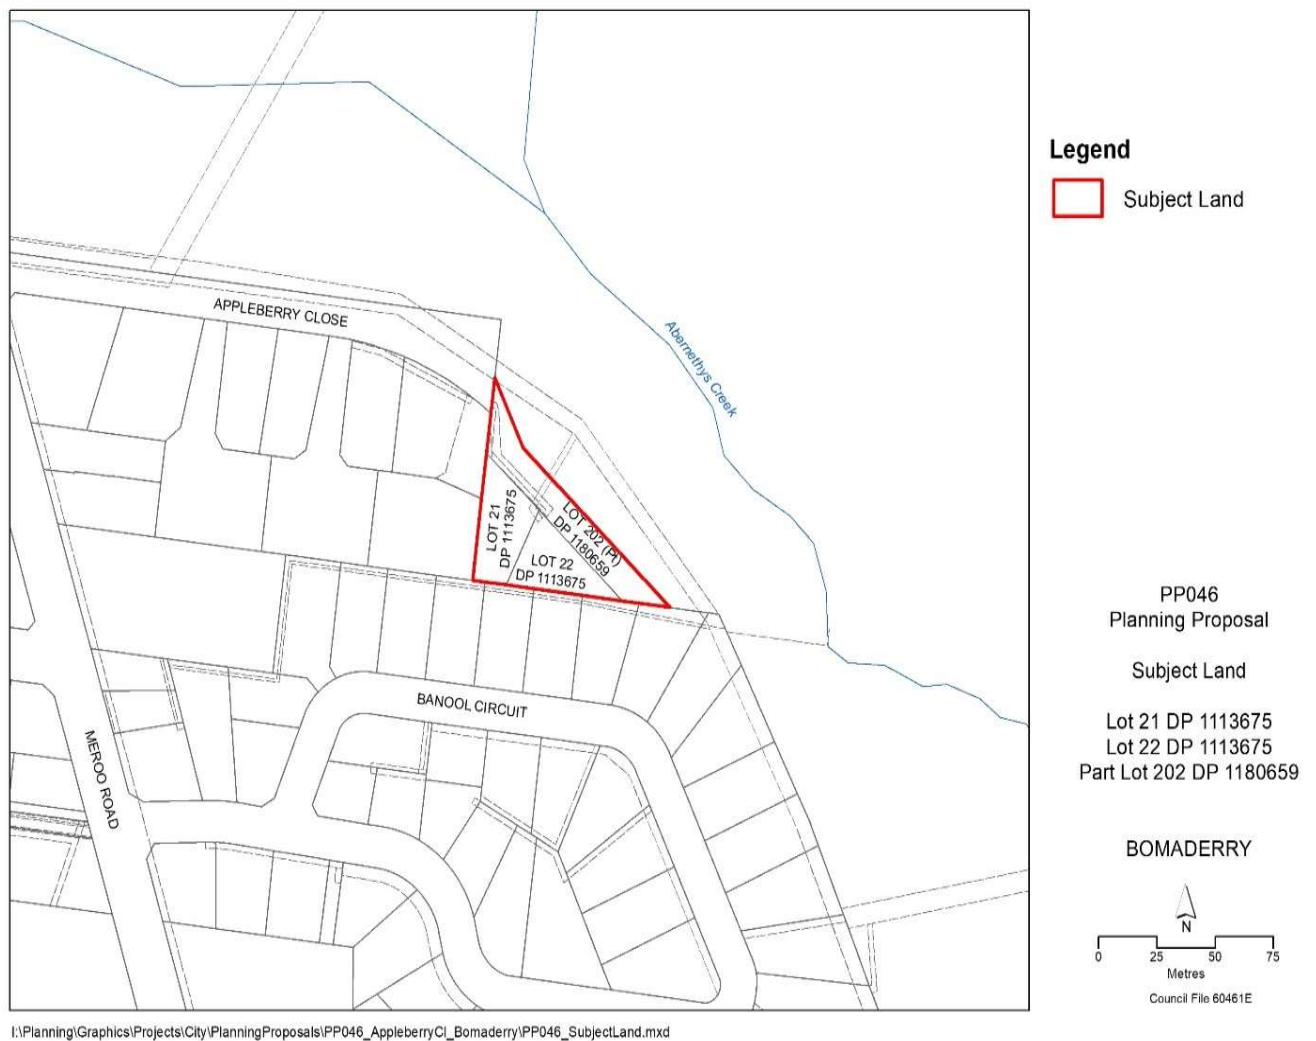 Legend
Subject Land
APPLEBERRY CLOSE
Abernethys Creek
LOT 21
DP 1113675
LOT 202 (Pt)
DP 1180659
LOT 22
DP 1113675
BANOOL CIRCUIT
MEROO ROAD
PP046
Planning Proposal
Subject Land
Lot 21 DP 1113675
Lot 22 DP 1113675
Part Lot 202 DP 1180659
BOMADERRY
N
0 25 50 75
Metres
Council File 60461E
I:\Planning\Graphics\Projects\City\PlanningProposals\PP046_AppleberryCl_Bomaderry\PP046_SubjectLand.mxd